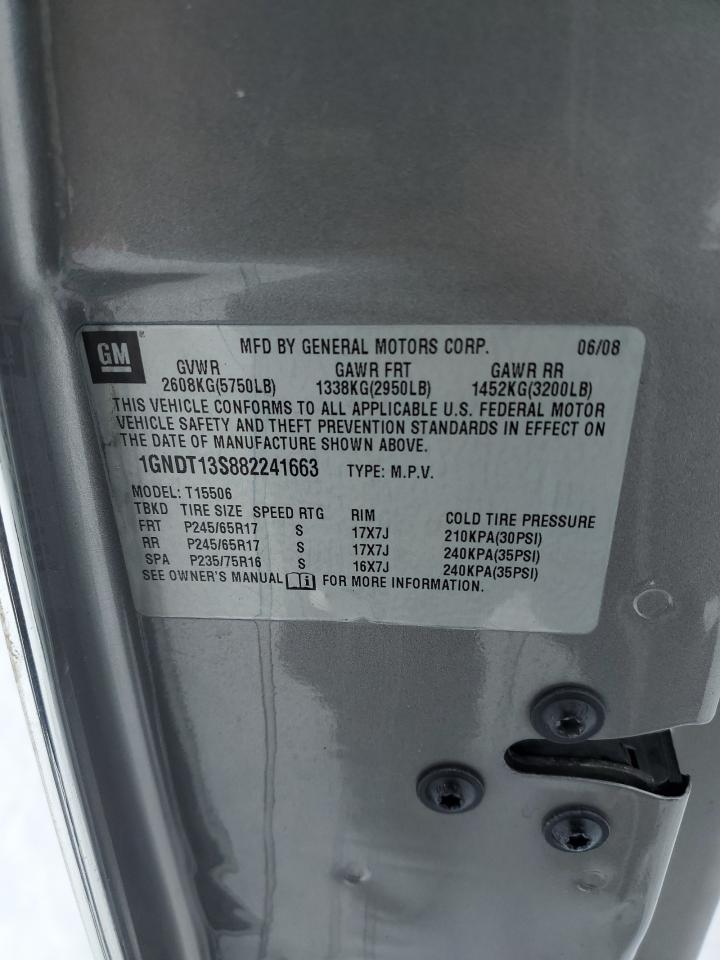 GM MFD BY GENERAL MOTORS CORP. 06/08
GVWR GAWR FRT GAWR RR
2608KG(5750LB) 1338KG(2950LB) 1452KG(3200LB)
THIS VEHICLE CONFORMS TO ALL APPLICABLE U.S. FEDERAL MOTOR
VEHICLE SAFETY AND THEFT PREVENTION STANDARDS IN EFFECT ON
THE DATE OF MANUFACTURE SHOWN ABOVE.
1GNDT13S882241663 TYPE: M.P.V.
MODEL: T15506
TBKD TIRE SIZE SPEED RTG RIM COLD TIRE PRESSURE
FRT P245/65R17 S 17X7J 210KPA(30PSI)
RR P245/65R17 S 17X7J 240KPA(35PSI)
SPA P235/75R16 S 16X7J 240KPA(35PSI)
SEE OWNER'S MANUAL i FOR MORE INFORMATION.